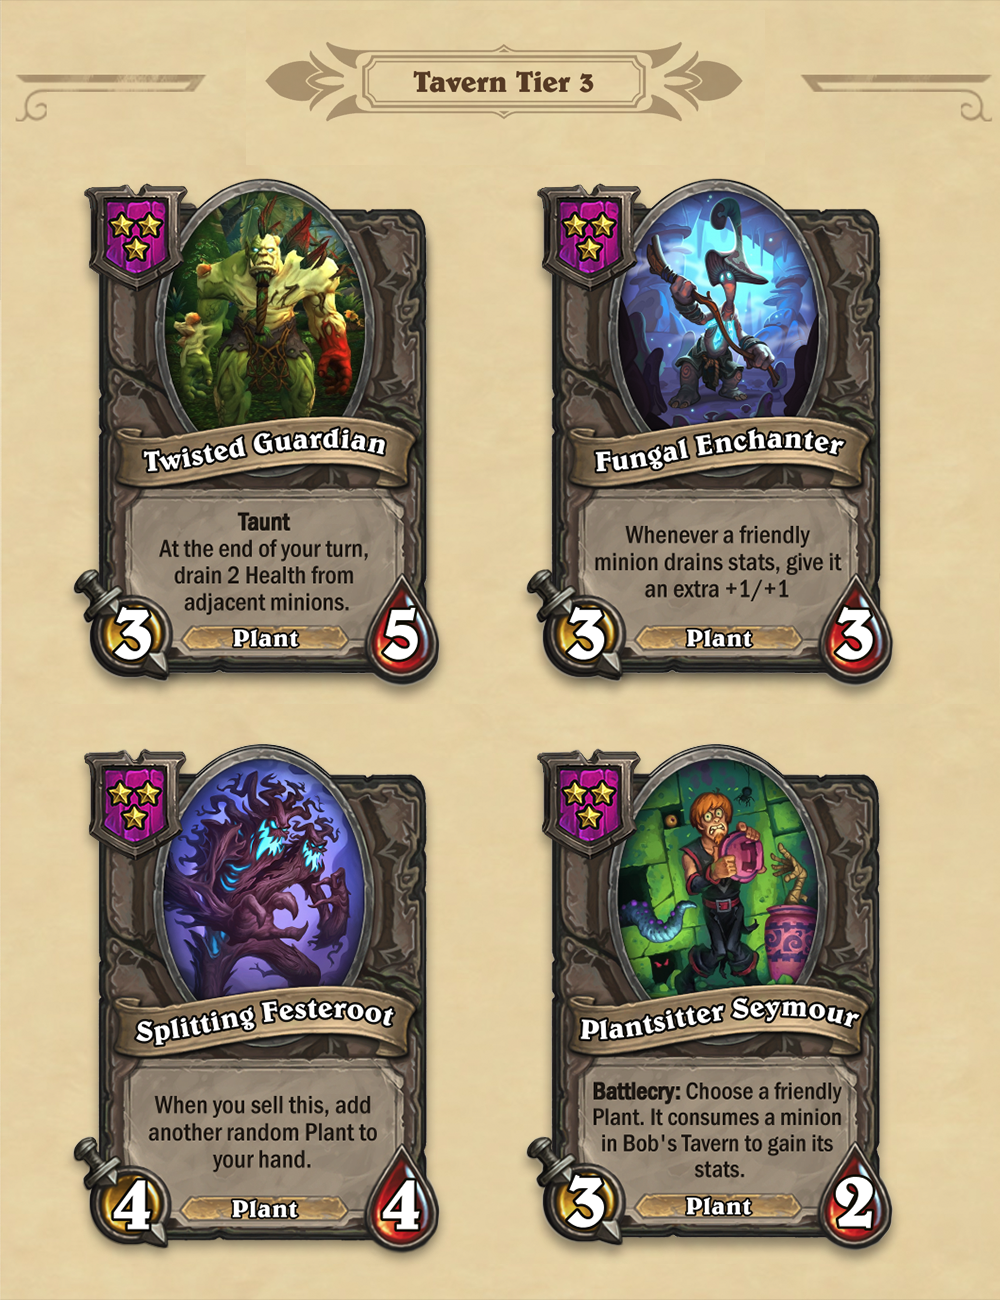 Tavern Tier 3
Twisted Guardian
Taunt
At the end of your turn,
drain 2 Health from
adjacent minions.
3
Plant
5
Fungal Enchanter
Whenever a friendly
minion drains stats, give it
an extra +1/+1
3
Plant
3
Splitting Festeroot
When you sell this, add
another random Plant to
your hand.
4
Plant
4
Plantsitter Seymour
Battlecry: Choose a friendly
Plant. It consumes a minion
in Bob's Tavern to gain its
stats.
3
Plant
2